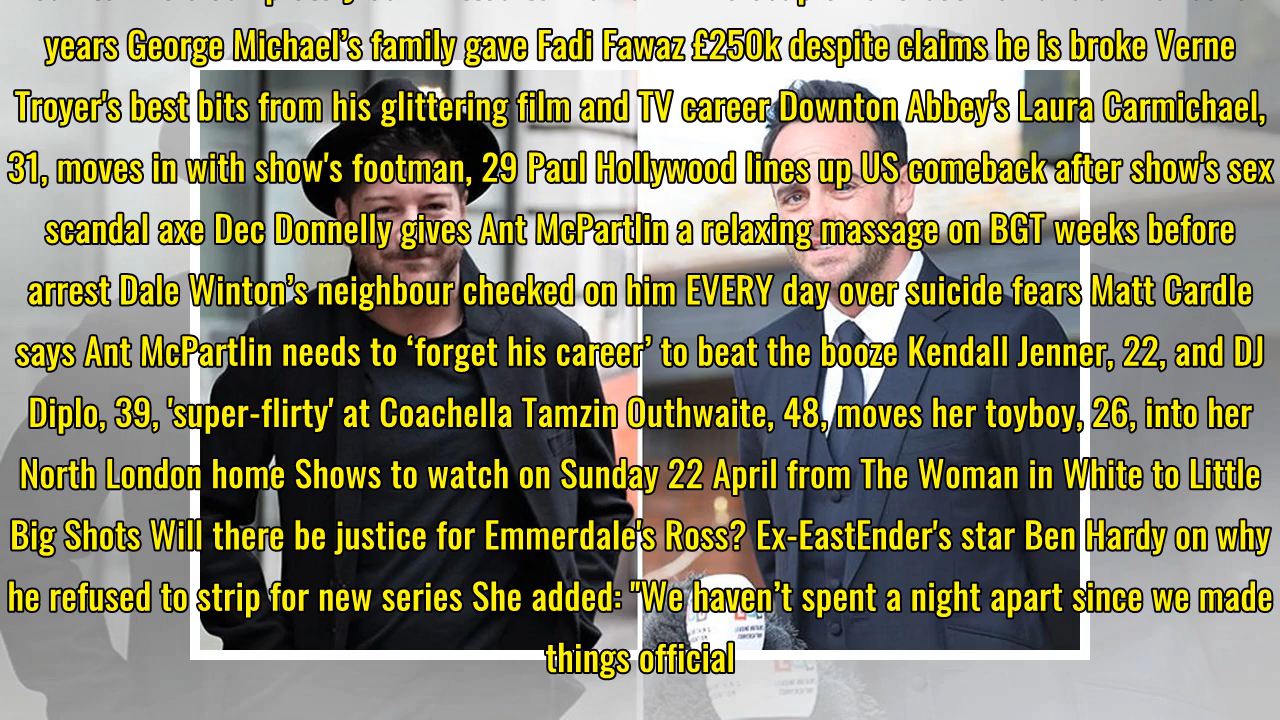 years George Michael’s family gave Fadi Fawaz £250k despite claims he is broke Verne
Troyer's best bits from his glittering film and TV career Downton Abbey's Laura Carmichael,
31, moves in with show's footman, 29 Paul Hollywood lines up US comeback after show's sex
scandal axe Dec Donnelly gives Ant McPartlin a relaxing massage on BGT weeks before
arrest Dale Winton’s neighbour checked on him EVERY day over suicide fears Matt Cardle
says Ant McPartlin needs to ‘forget his career’ to beat the booze Kendall Jenner, 22, and DJ
Diplo, 39, 'super-flirty' at Coachella Tamzin Outhwaite, 48, moves her toyboy, 26, into her
North London home Shows to watch on Sunday 22 April from The Woman in White to Little
Big Shots Will there be justice for Emmerdale's Ross? Ex-EastEnder's star Ben Hardy on why
he refused to strip for new series She added: "We haven’t spent a night apart since we made
things official